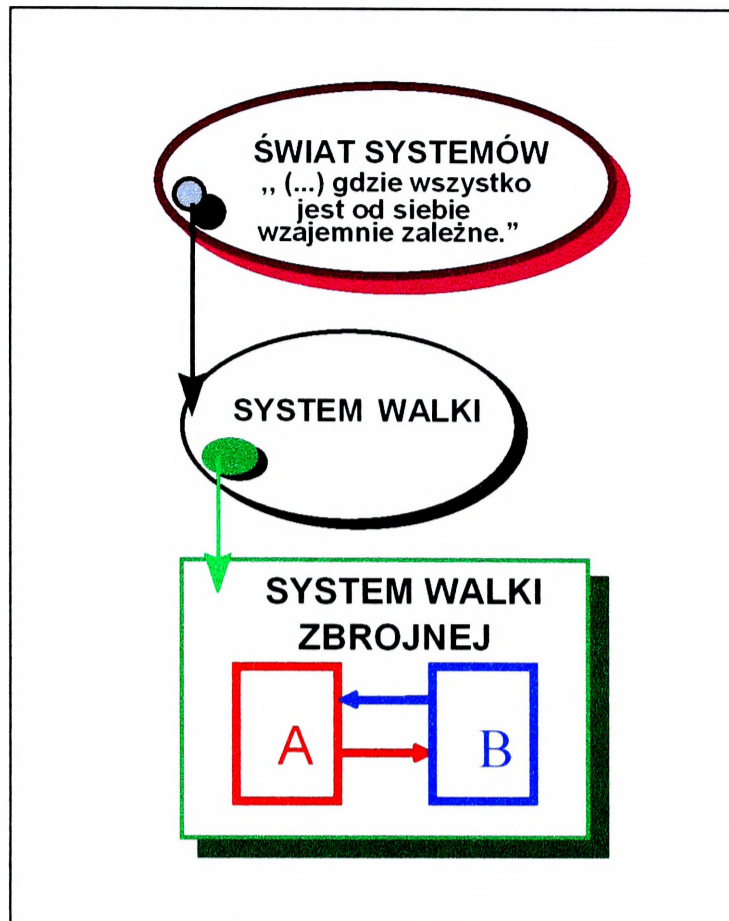 ŚWIAT SYSTEMÓW
,, (...) gdzie wszystko
jest od siebie
wzajemnie zależne.”
SYSTEM WALKI
SYSTEM WALKI
ZBROJNEJ
A
B